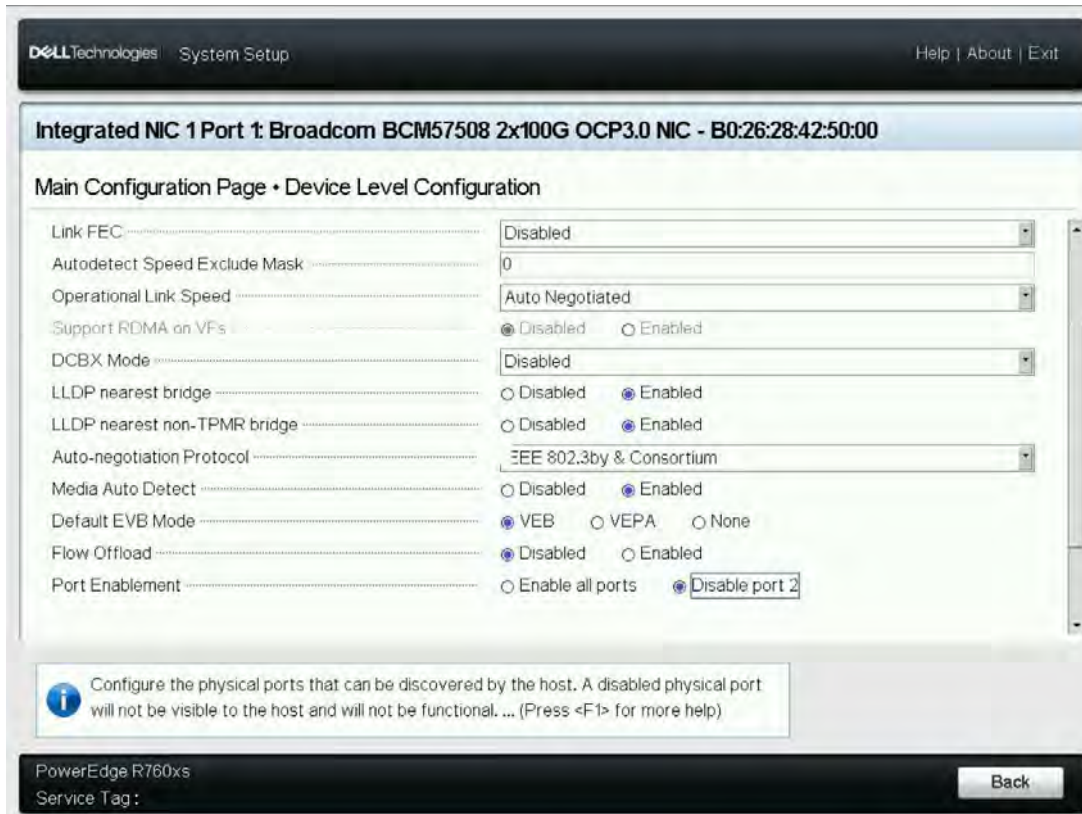 DELLTechnologies System Setup Help | About | Exit
Integrated NIC 1 Port 1: Broadcom BCM57508 2x100G OCP3.0 NIC - B0:26:28:42:50:00
Main Configuration Page • Device Level Configuration
Link FEC Disabled
Autodetect Speed Exclude Mask 0
Operational Link Speed Auto Negotiated
Support RDMA on VFs Disabled Enabled
DCBX Mode Disabled
LLDP nearest bridge Disabled Enabled
LLDP nearest non-TPMR bridge Disabled Enabled
Auto-negotiation Protocol EEE 802.3by & Consortium
Media Auto Detect Disabled Enabled
Default EVB Mode VEB VEPA None
Flow Offload Disabled Enabled
Port Enablement Enable all ports Disable port 2
Configure the physical ports that can be discovered by the host. A disabled physical port
will not be visible to the host and will not be functional. ... (Press <F1> for more help)
PowerEdge R760xs
Service Tag : Back